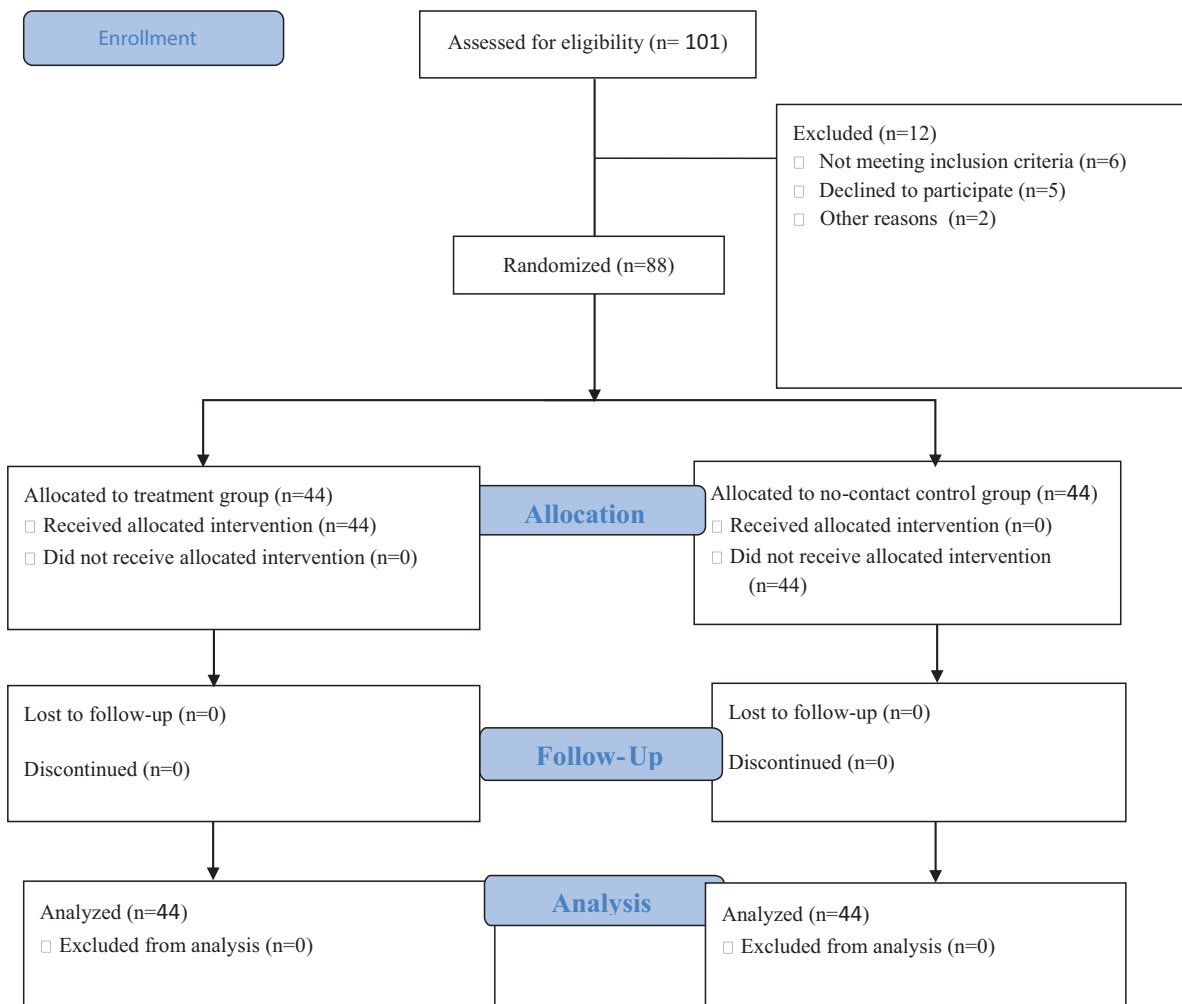 Enrollment
Assessed for eligibility (n= 101)
Excluded (n=12)
□ Not meeting inclusion criteria (n=6)
□ Declined to participate (n=5)
□ Other reasons (n=2)
Randomized (n=88)
Allocated to treatment group (n=44)
□ Received allocated intervention (n=44)
□ Did not receive allocated intervention (n=0)
Allocation
Allocated to no-contact control group (n=44)
□ Received allocated intervention (n=0)
□ Did not receive allocated intervention
(n=44)
Lost to follow-up (n=0)
Discontinued (n=0)
Follow-Up
Lost to follow-up (n=0)
Discontinued (n=0)
Analyzed (n=44)
□ Excluded from analysis (n=0)
Analysis
Analyzed (n=44)
□ Excluded from analysis (n=0)